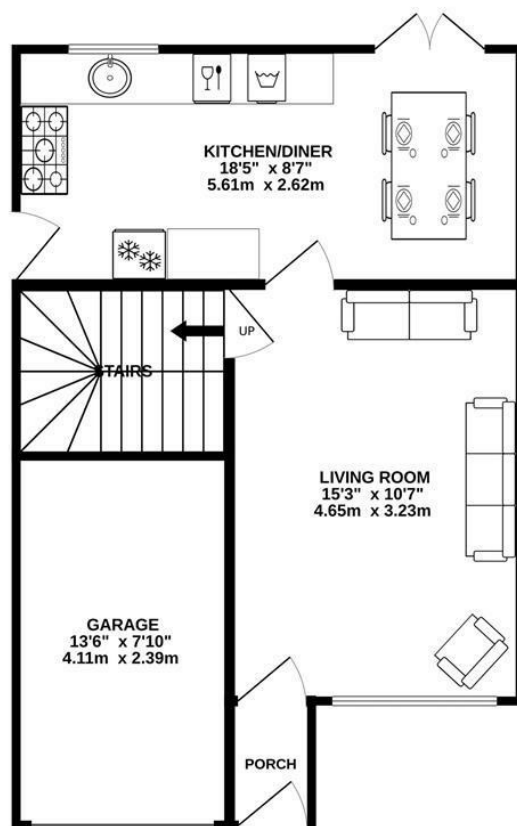 KITCHEN/DINER
18'5" x 8'7"
5.61m x 2.62m
UP
STAIRS
LIVING ROOM
15'3" x 10'7"
4.65m x 3.23m
GARAGE
13'6" x 7'10"
4.11m x 2.39m
PORCH